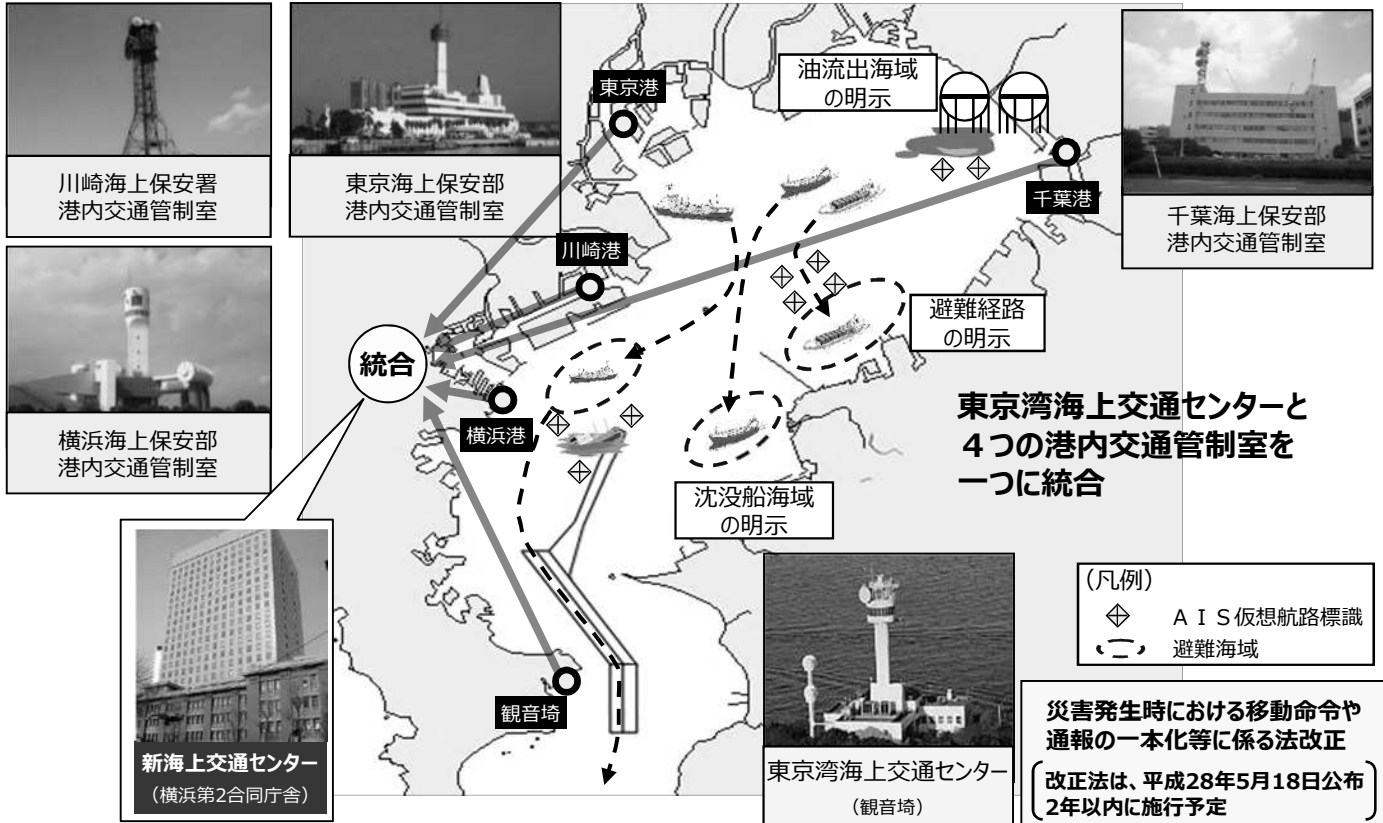 川崎海上保安署
港内交通管制室
東京海上保安部
港内交通管制室
油流出海域
の明示
東京港
千葉港
千葉海上保安部
港内交通管制室
川崎港
横浜海上保安部
港内交通管制室
統合
避難経路
の明示
横浜港
東京湾海上交通センターと
４つの港内交通管制室を
一つに統合
沈没船海域
の明示
(凡例)
ＡＩＳ仮想航路標識
避難海域
観音埼
新海上交通センター
（横浜第2合同庁舎）
東京湾海上交通センター
（観音埼）
災害発生時における移動命令や
通報の一本化等に係る法改正
改正法は、平成28年5月18日公布
2年以内に施行予定